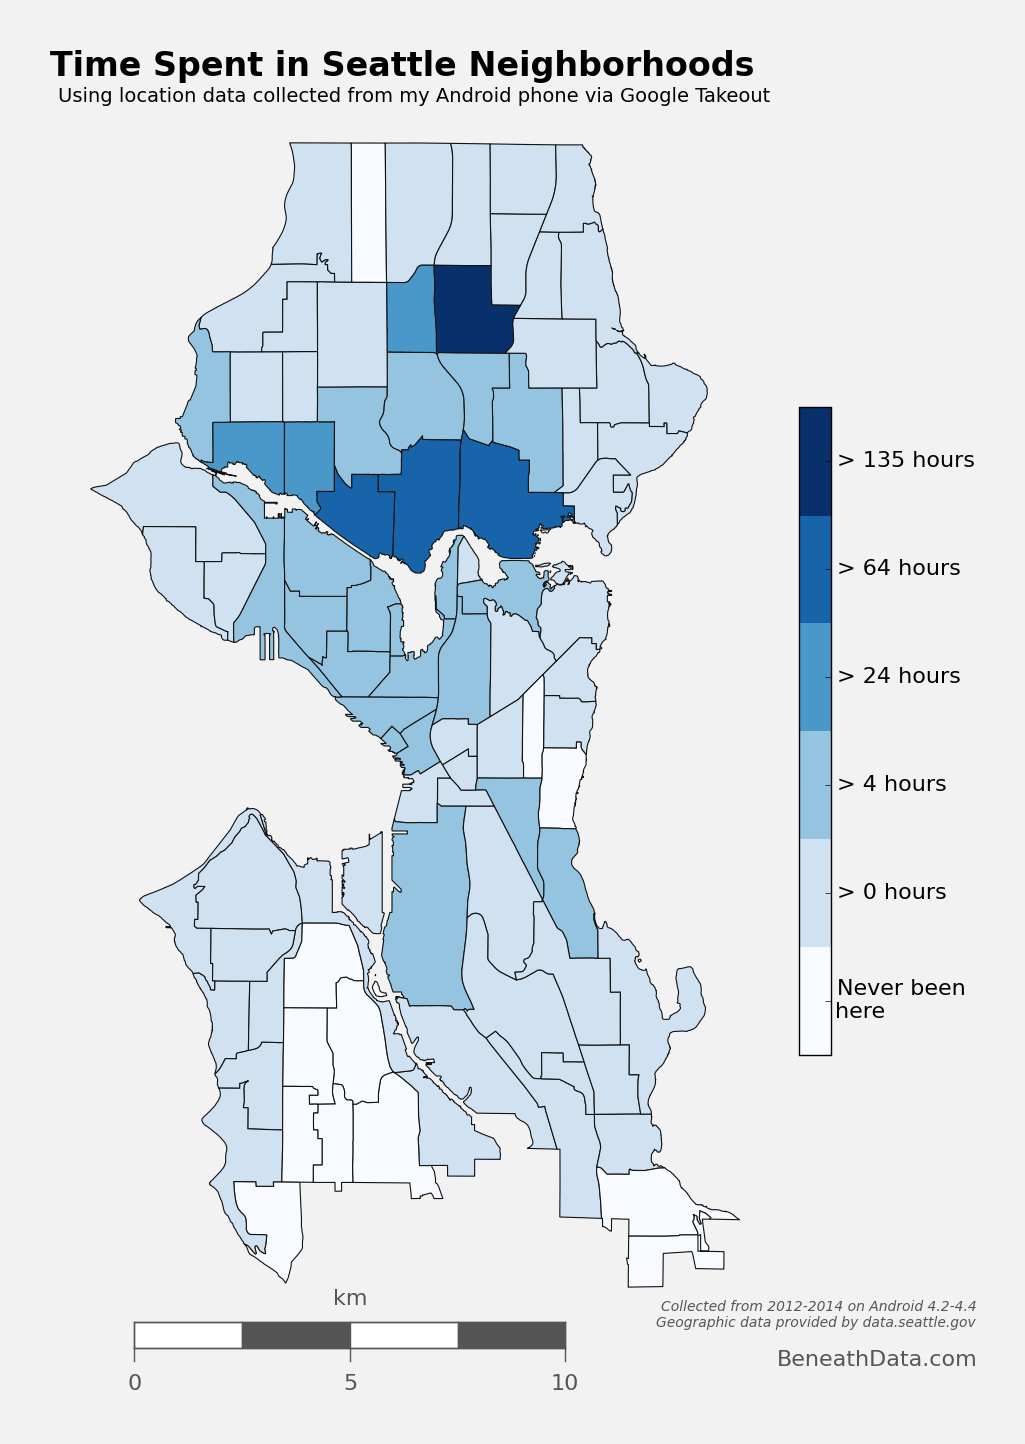 Time Spent in Seattle Neighborhoods
Using location data collected from my Android phone via Google Takeout
> 135 hours
> 64 hours
> 24 hours
> 4 hours
> 0 hours
Never been
here
km
0 5 10
Collected from 2012-2014 on Android 4.2-4.4
Geographic data provided by data.seattle.gov
BeneathData.com